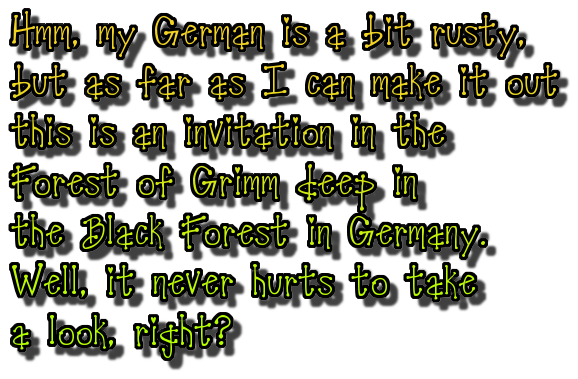 Hmm, my German is a bit rusty,
but as far as I can make it out
this is an invitation in the
Forest of Grimm deep in
the Black Forest in Germany.
Well, it never hurts to take
a look, right?